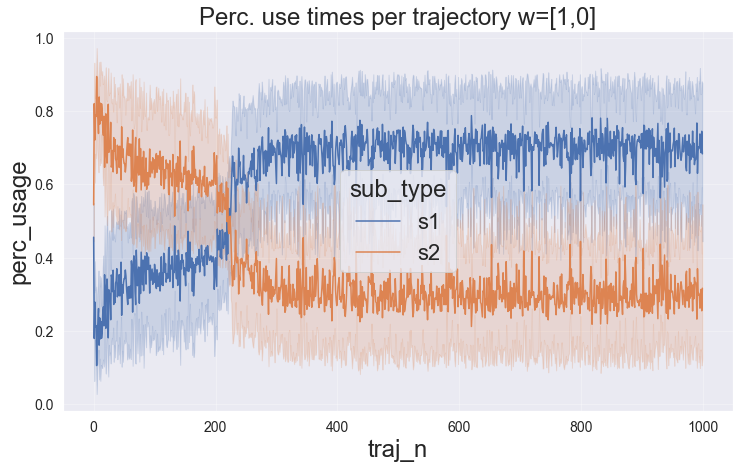 Perc. use times per trajectory w=[1,0]
perc_usage
1.0
0.8
0.6
0.4
0.2
0.0
sub_type
s1
s2
0 200 400 600 800 1000
traj_n